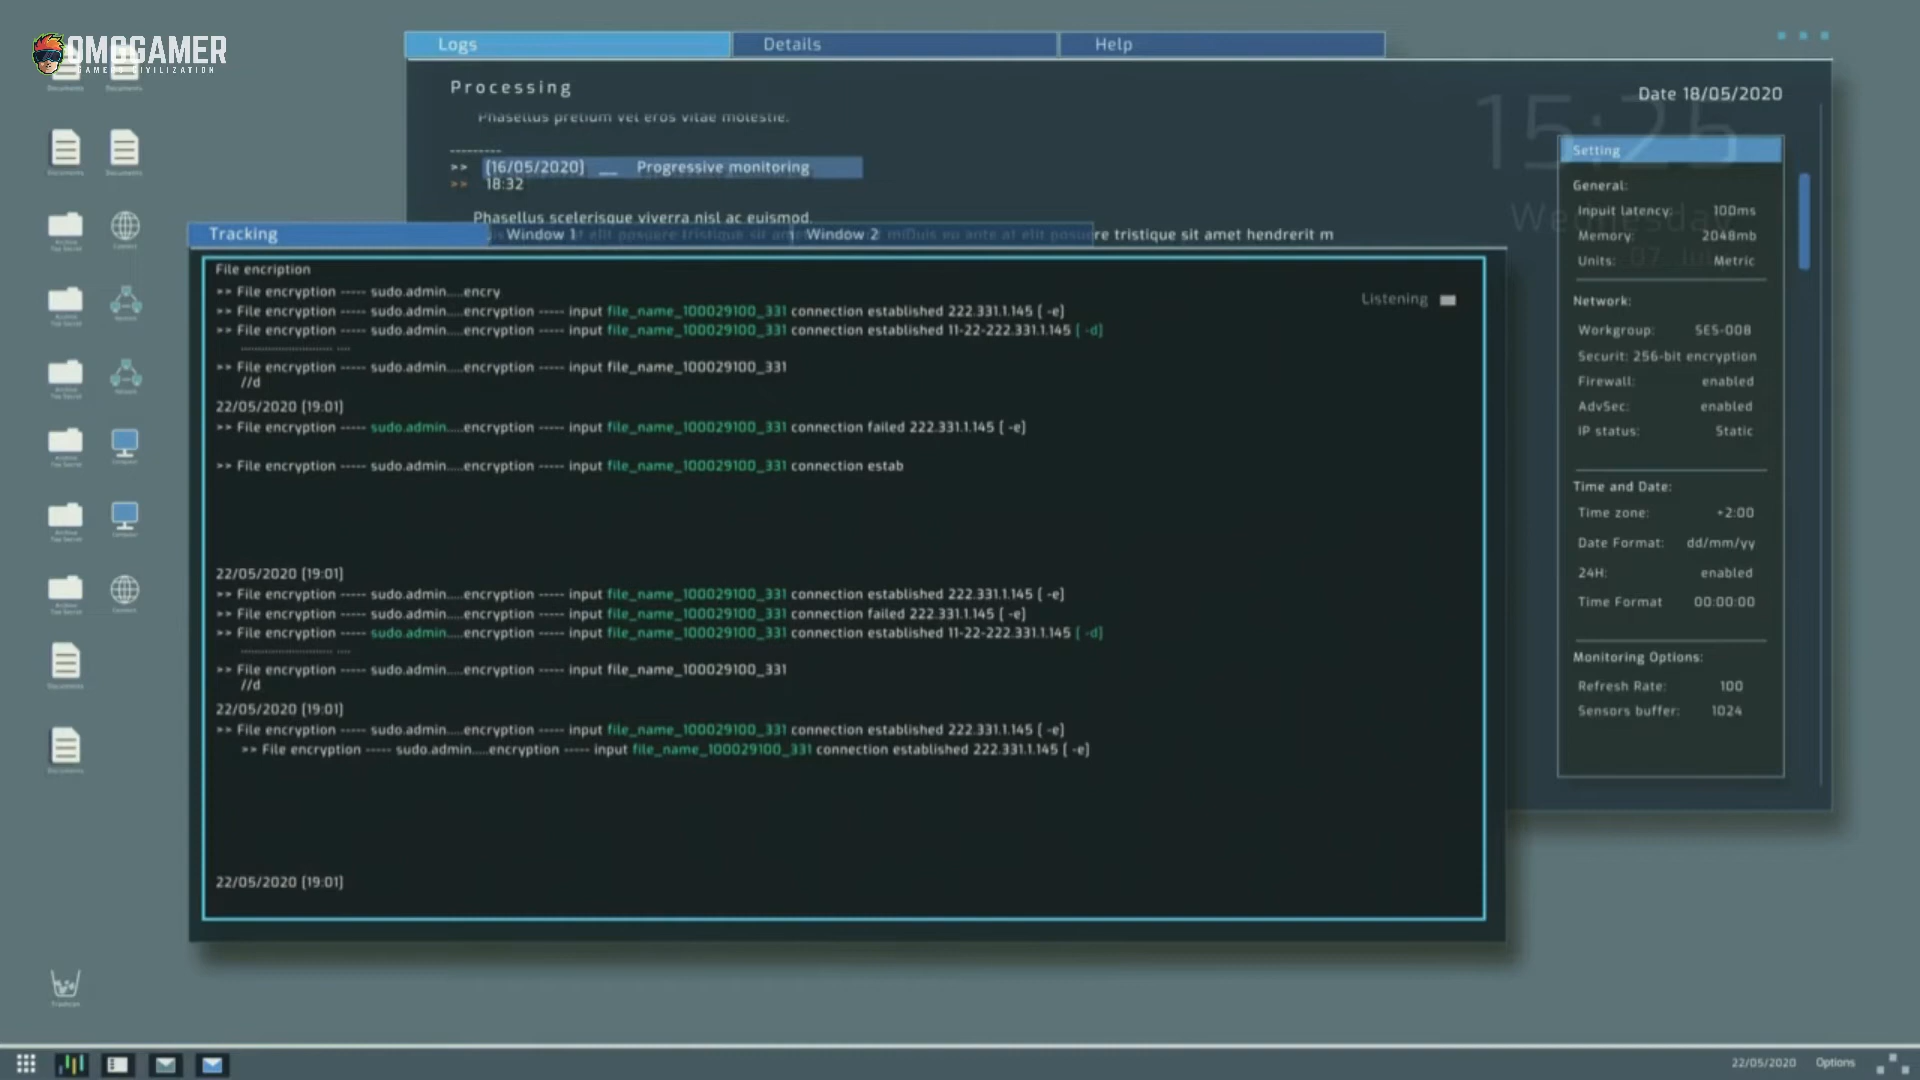 OMGGAMER
GAMERS CIVILIZATION
Logs
Details
Help
Processing
Phasellus pretium vel eros vitae molestie.
---------
>> [16/05/2020] __ Progressive monitoring
>> 18:32
Phasellus scelerisque viverra nisl ac euismod.
re tristique sit amet hendrerit m
Date 18/05/2020
15:25
Wednesday
Setting
General:
Inpuit latency: 100ms
Memory: 2048mb
Units: Metric
Network:
Workgroup: SES-008
Securit: 256-bit encryption
Firewall: enabled
AdvSec: enabled
IP status: Static
Time and Date:
Time zone: +2:00
Date Format: dd/mm/yy
24H: enabled
Time Format 00:00:00
Monitoring Options:
Refresh Rate: 100
Sensors buffer: 1024
Tracking
Window 1
Window 2
Listening
File encription
>> File encryption ----- sudo.admin.....encry
>> File encryption ----- sudo.admin.....encryption ----- input file_name_100029100_331 connection established 222.331.1.145 [ -e]
>> File encryption ----- sudo.admin.....encryption ----- input file_name_100029100_331 connection established 11-22-222.331.1.145 [ -d]
>> File encryption ----- sudo.admin.....encryption ----- input file_name_100029100_331
//d
22/05/2020 [19:01]
>> File encryption ----- sudo.admin.....encryption ----- input file_name_100029100_331 connection failed 222.331.1.145 [ -e]
>> File encryption ----- sudo.admin.....encryption ----- input file_name_100029100_331 connection estab
22/05/2020 [19:01]
>> File encryption ----- sudo.admin.....encryption ----- input file_name_100029100_331 connection established 222.331.1.145 [ -e]
>> File encryption ----- sudo.admin.....encryption ----- input file_name_100029100_331 connection failed 222.331.1.145 [ -e]
>> File encryption ----- sudo.admin.....encryption ----- input file_name_100029100_331 connection established 11-22-222.331.1.145 [ -d]
>> File encryption ----- sudo.admin.....encryption ----- input file_name_100029100_331
//d
22/05/2020 [19:01]
>> File encryption ----- sudo.admin.....encryption ----- input file_name_100029100_331 connection established 222.331.1.145 [ -e]
>> File encryption ----- sudo.admin.....encryption ----- input file_name_100029100_331 connection established 222.331.1.145 [ -e]
22/05/2020 [19:01]
22/05/2020
Options